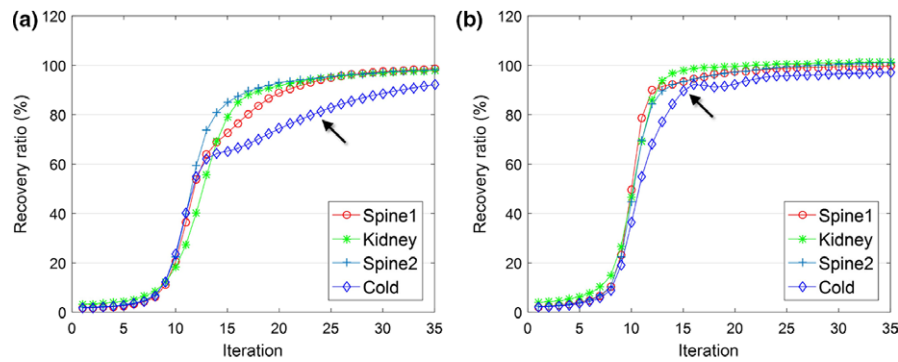 (a)
120
100
80
60
40
20
0
Recovery ratio (%)
0 5 10 15 20 25 30 35
Iteration
Spine1
Kidney
Spine2
Cold
(b)
120
100
80
60
40
20
0
Recovery ratio (%)
0 5 10 15 20 25 30 35
Iteration
Spine1
Kidney
Spine2
Cold